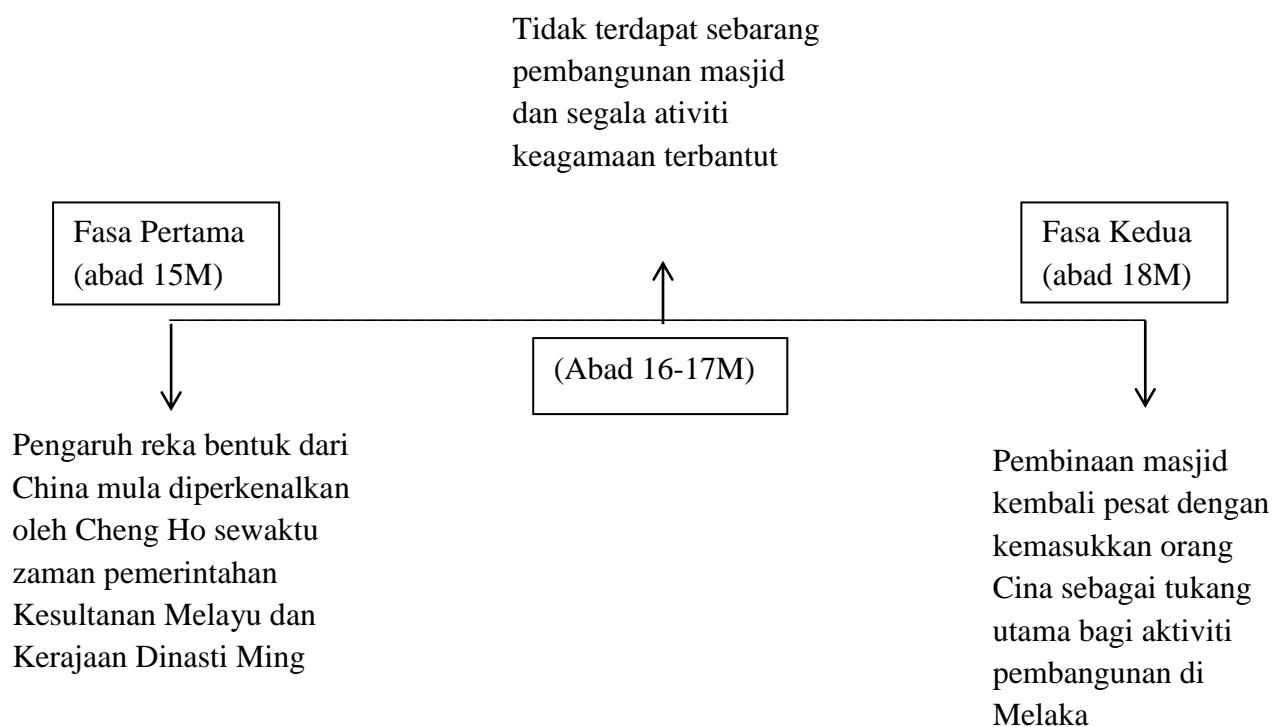 Tidak terdapat sebarang
pembangunan masjid
dan segala ativiti
keagamaan terbantut
Fasa Pertama
(abad 15M)
Fasa Kedua
(abad 18M)
(Abad 16-17M)
Pengaruh reka bentuk dari
China mula diperkenalkan
oleh Cheng Ho sewaktu
zaman pemerintahan
Kesultanan Melayu dan
Kerajaan Dinasti Ming
Pembinaan masjid
kembali pesat dengan
kemasukkan orang
Cina sebagai tukang
utama bagi aktiviti
pembangunan di
Melaka